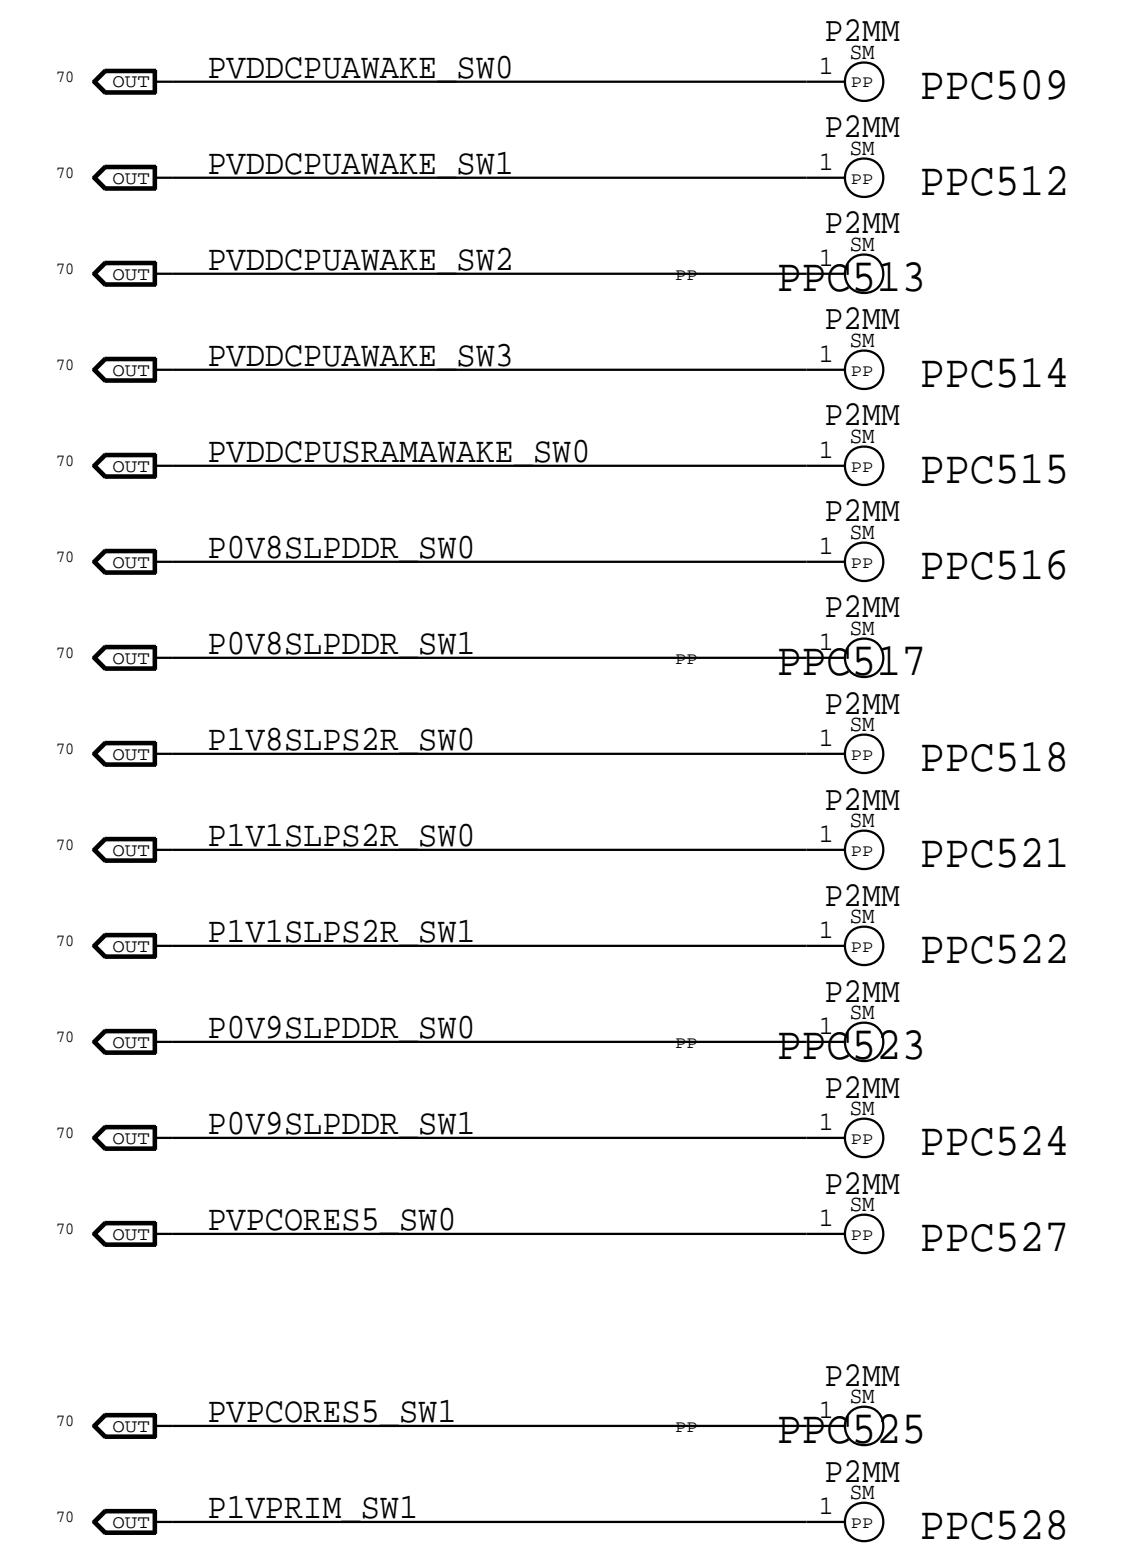 P2MM
SM
70 OUT PVDDCPUAWAKE_SW0 1 PP PPC509
P2MM
SM
70 OUT PVDDCPUAWAKE_SW1 1 PP PPC512
P2MM
SM
70 OUT PVDDCPUAWAKE_SW2 PP 1 PPC513
P2MM
SM
70 OUT PVDDCPUAWAKE_SW3 1 PP PPC514
P2MM
SM
70 OUT PVDDCPUSRAMAWAKE_SW0 1 PP PPC515
P2MM
SM
70 OUT P0V8SLPDDR_SW0 1 PP PPC516
P2MM
SM
70 OUT P0V8SLPDDR_SW1 PP 1 PPC517
P2MM
SM
70 OUT P1V8SLPS2R_SW0 1 PP PPC518
P2MM
SM
70 OUT P1V1SLPS2R_SW0 1 PP PPC521
P2MM
SM
70 OUT P1V1SLPS2R_SW1 1 PP PPC522
P2MM
SM
70 OUT P0V9SLPDDR_SW0 PP 1 PPC523
P2MM
SM
70 OUT P0V9SLPDDR_SW1 1 PP PPC524
P2MM
SM
70 OUT PVPCORES5_SW0 1 PP PPC527
P2MM
SM
70 OUT PVPCORES5_SW1 PP 1 PPC525
P2MM
SM
70 OUT P1VPRIM_SW1 1 PP PPC528